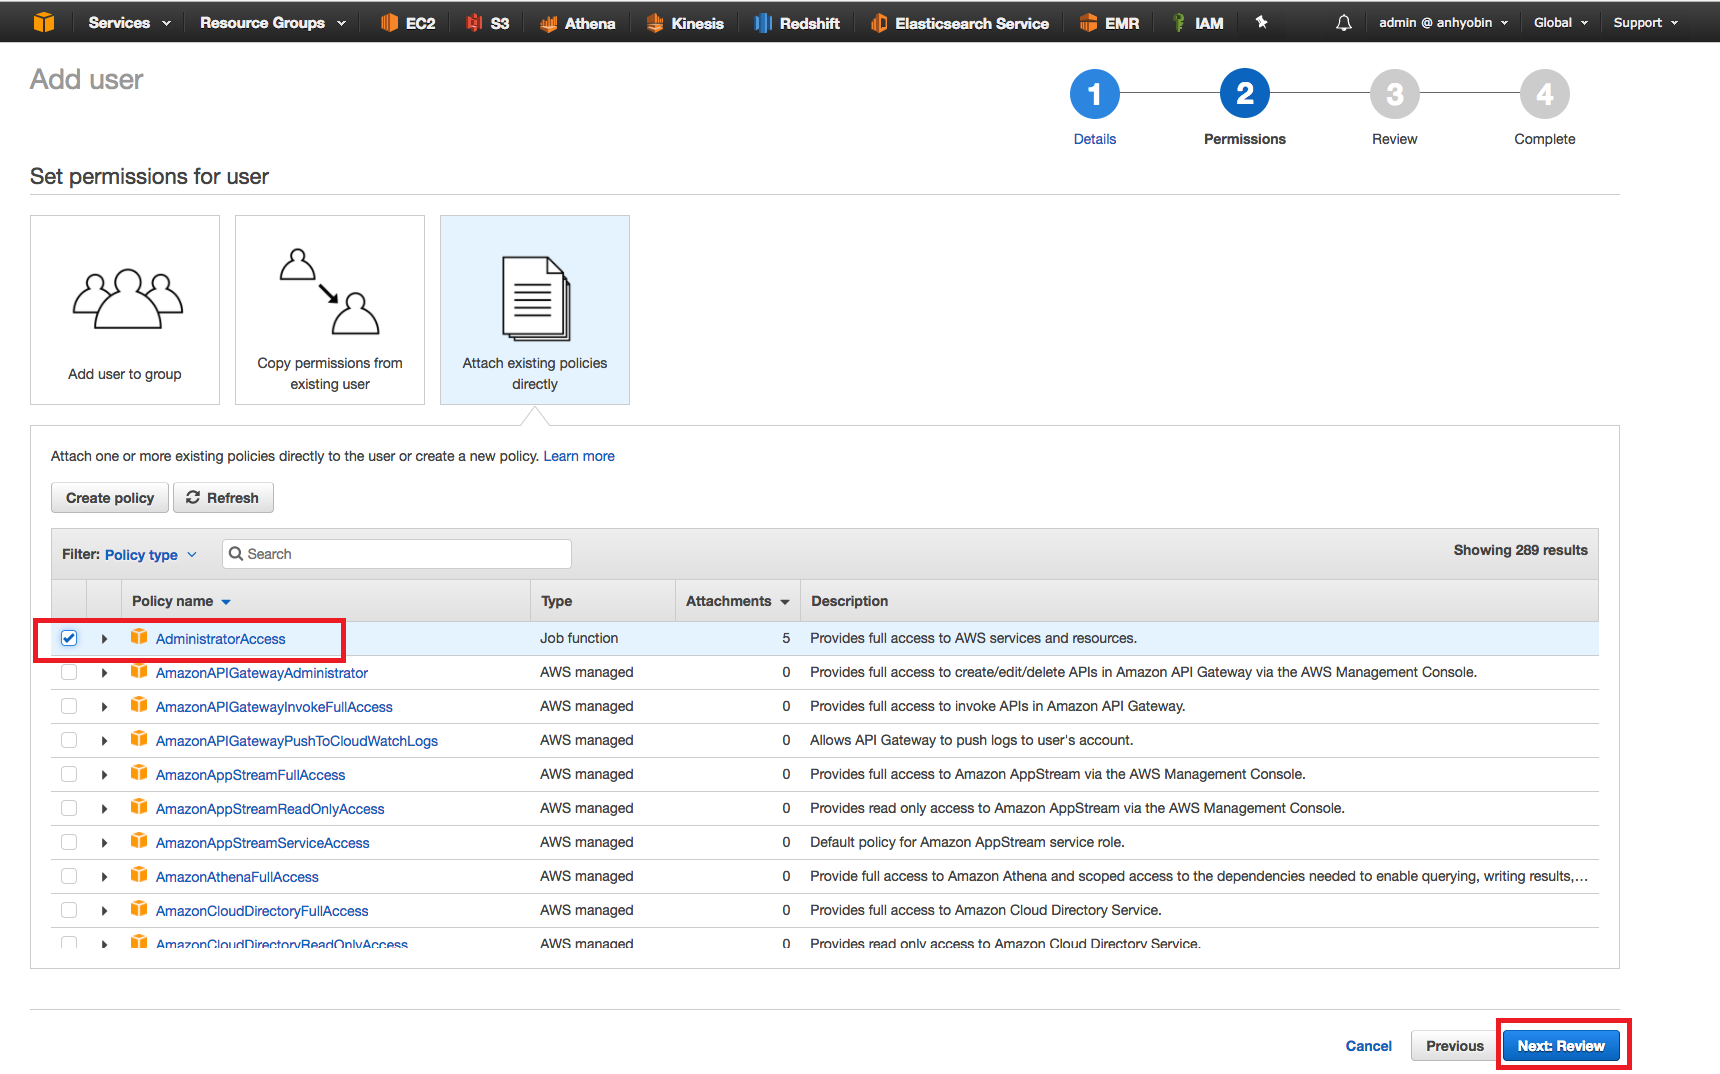 Services Resource Groups EC2 S3 Athena Kinesis Redshift Elasticsearch Service EMR IAM admin @ anhyobin Global Support
Add user
1 2 3 4
Details Permissions Review Complete
Set permissions for user
Add user to group
Copy permissions from
existing user
Attach existing policies
directly
Attach one or more existing policies directly to the user or create a new policy. Learn more
Create policy Refresh
Filter: Policy type Search Showing 289 results
Policy name Type Attachments Description
AdministratorAccess Job function 5 Provides full access to AWS services and resources.
AmazonAPIGatewayAdministrator AWS managed 0 Provides full access to create/edit/delete APIs in Amazon API Gateway via the AWS Management Console.
AmazonAPIGatewayInvokeFullAccess AWS managed 0 Provides full access to invoke APIs in Amazon API Gateway.
AmazonAPIGatewayPushToCloudWatchLogs AWS managed 0 Allows API Gateway to push logs to user's account.
AmazonAppStreamFullAccess AWS managed 0 Provides full access to Amazon AppStream via the AWS Management Console.
AmazonAppStreamReadOnlyAccess AWS managed 0 Provides read only access to Amazon AppStream via the AWS Management Console.
AmazonAppStreamServiceAccess AWS managed 0 Default policy for Amazon AppStream service role.
AmazonAthenaFullAccess AWS managed 0 Provide full access to Amazon Athena and scoped access to the dependencies needed to enable querying, writing results,...
AmazonCloudDirectoryFullAccess AWS managed 0 Provides full access to Amazon Cloud Directory Service.
AmazonCloudDirectoryReadOnlyAccess AWS managed 0 Provides read only access to Amazon Cloud Directory Service.
Cancel Previous Next: Review